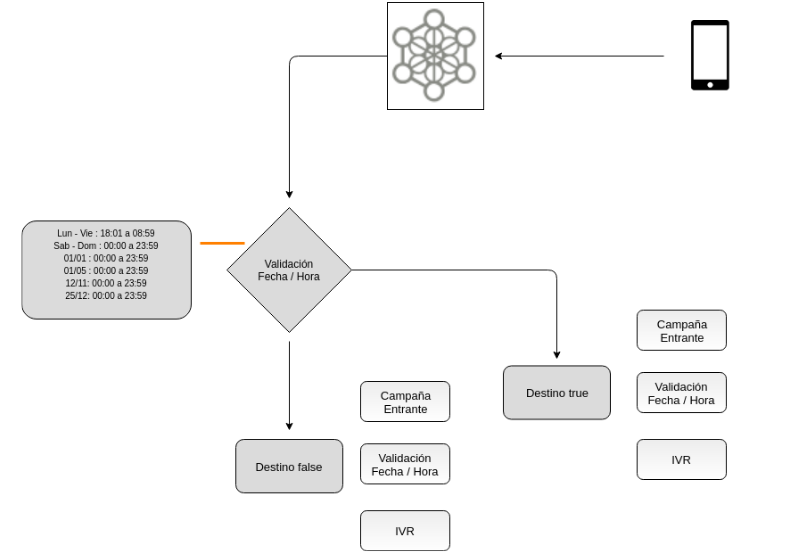 Lun - Vie : 18:01 a 08:59
Sab - Dom : 00:00 a 23:59
01/01 : 00:00 a 23:59
01/05 : 00:00 a 23:59
12/11: 00:00 a 23:59
25/12: 00:00 a 23:59
Validación
Fecha / Hora
Destino false
Campaña
Entrante
Validación
Fecha / Hora
IVR
Destino true
Campaña
Entrante
Validación
Fecha / Hora
IVR